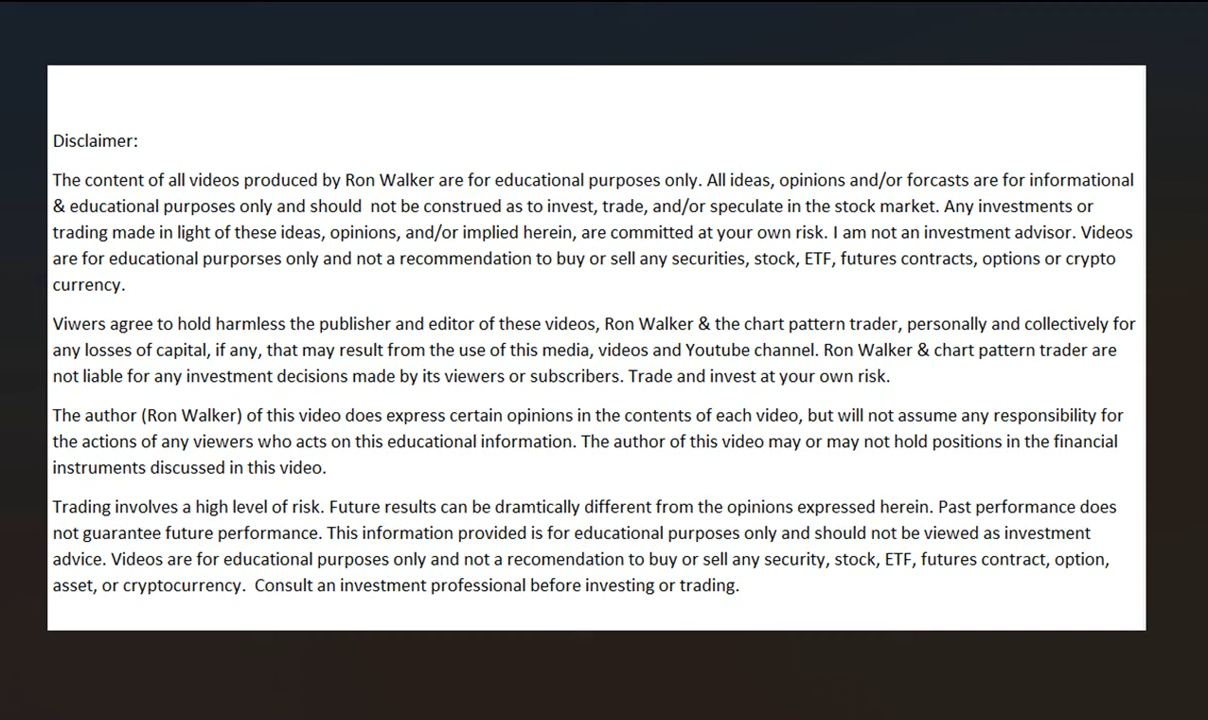 Disclaimer:
The content of all videos produced by Ron Walker are for educational purposes only. All ideas, opinions and/or forcasts are for informational
& educational purposes only and should  not be construed as to invest, trade, and/or speculate in the stock market. Any investments or
trading made in light of these ideas, opinions, and/or implied herein, are committed at your own risk. I am not an investment advisor. Videos
are for educational purporses only and not a recommendation to buy or sell any securities, stock, ETF, futures contracts, options or crypto
currency.
Viwers agree to hold harmless the publisher and editor of these videos, Ron Walker & the chart pattern trader, personally and collectively for
any losses of capital, if any, that may result from the use of this media, videos and Youtube channel. Ron Walker & chart pattern trader are
not liable for any investment decisions made by its viewers or subscribers. Trade and invest at your own risk.
The author (Ron Walker) of this video does express certain opinions in the contents of each video, but will not assume any responsibility for
the actions of any viewers who acts on this educational information. The author of this video may or may not hold positions in the financial
instruments discussed in this video.
Trading involves a high level of risk. Future results can be dramtically different from the opinions expressed herein. Past performance does
not guarantee future performance. This information provided is for educational purposes only and should not be viewed as investment
advice. Videos are for educational purposes only and not a recomendation to buy or sell any security, stock, ETF, futures contract, option,
asset, or cryptocurrency.  Consult an investment professional before investing or trading.